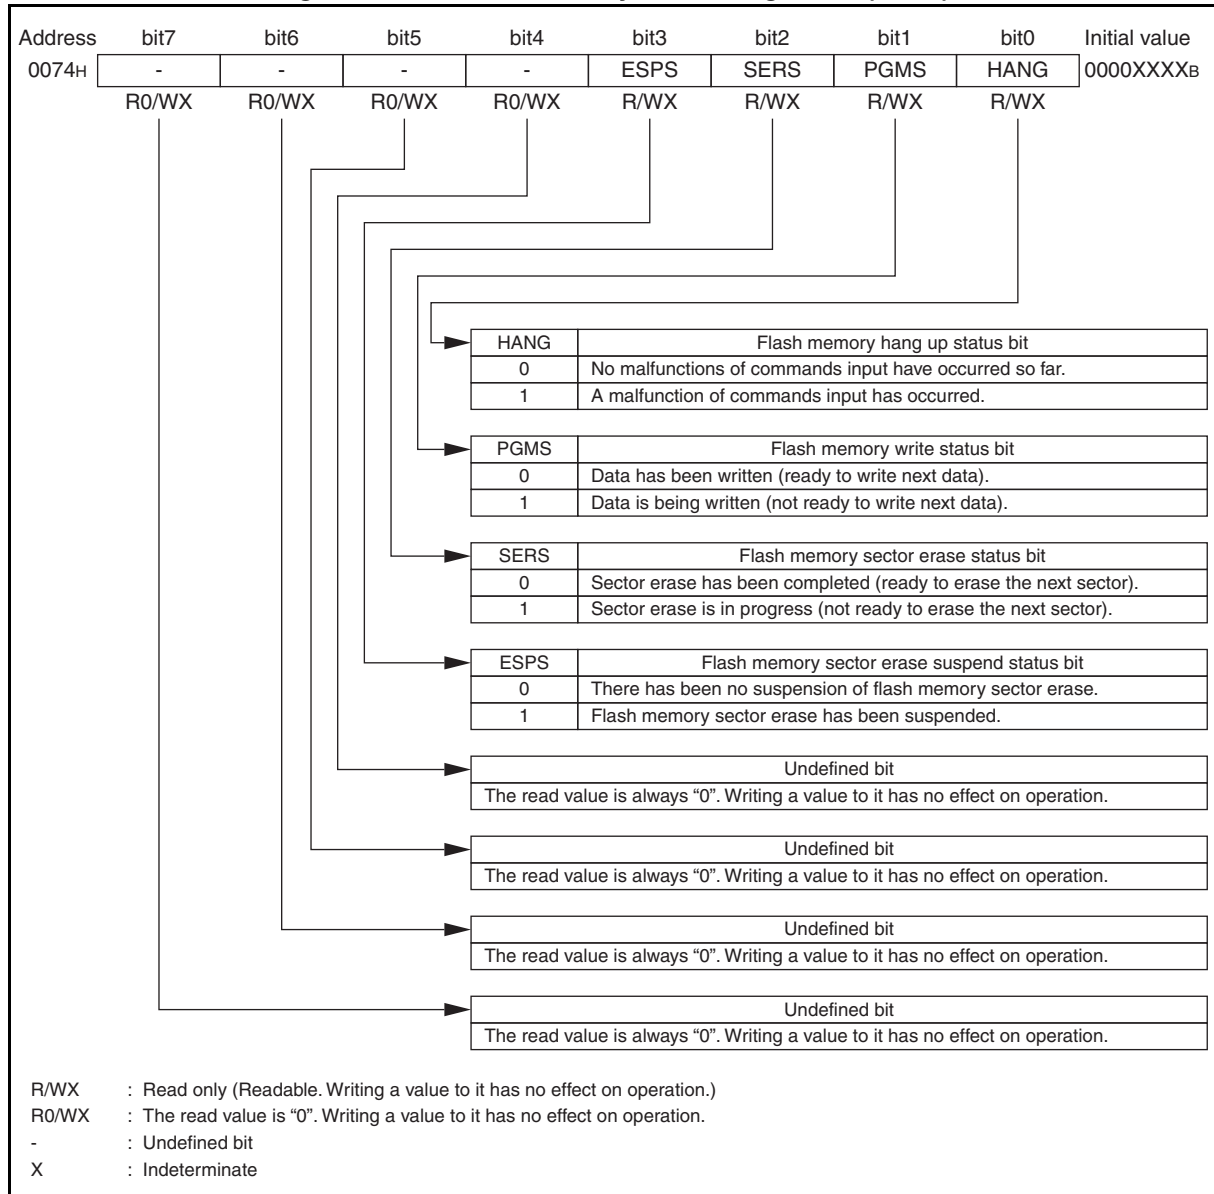 Address bit7 bit6 bit5 bit4 bit3 bit2 bit1 bit0 Initial value
0074H - - - - ESPS SERS PGMS HANG 0000XXXXB
R0/WX R0/WX R0/WX R0/WX R/WX R/WX R/WX R/WX
HANG Flash memory hang up status bit
0 No malfunctions of commands input have occurred so far.
1 A malfunction of commands input has occurred.
PGMS Flash memory write status bit
0 Data has been written (ready to write next data).
1 Data is being written (not ready to write next data).
SERS Flash memory sector erase status bit
0 Sector erase has been completed (ready to erase the next sector).
1 Sector erase is in progress (not ready to erase the next sector).
ESPS Flash memory sector erase suspend status bit
0 There has been no suspension of flash memory sector erase.
1 Flash memory sector erase has been suspended.
Undefined bit
The read value is always “0”. Writing a value to it has no effect on operation.
Undefined bit
The read value is always “0”. Writing a value to it has no effect on operation.
Undefined bit
The read value is always “0”. Writing a value to it has no effect on operation.
Undefined bit
The read value is always “0”. Writing a value to it has no effect on operation.
R/WX : Read only (Readable. Writing a value to it has no effect on operation.)
R0/WX : The read value is “0”. Writing a value to it has no effect on operation.
- : Undefined bit
X : Indeterminate